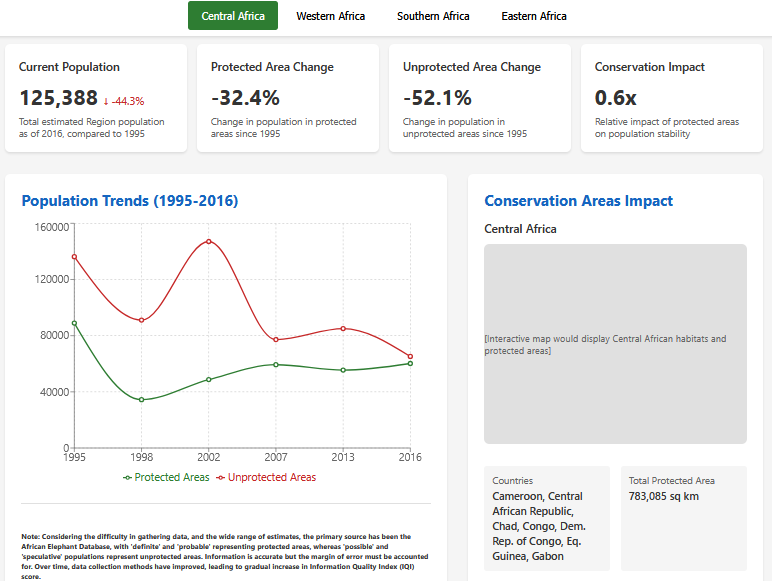 Central Africa
Western Africa
Southern Africa
Eastern Africa
Current Population
125,388 ↓ -44.3%
Total estimated Region population
as of 2016, compared to 1995
Protected Area Change
-32.4%
Change in population in protected
areas since 1995
Unprotected Area Change
-52.1%
Change in population in
unprotected areas since 1995
Conservation Impact
0.6x
Relative impact of protected areas
on population stability
Population Trends (1995-2016)
160000
120000
80000
40000
0
1995
1998
2002
2007
2013
2016
Protected Areas
Unprotected Areas
Note: Considering the difficulty in gathering data, and the wide range of estimates, the primary source has been the
African Elephant Database, with 'definite' and 'probable' representing protected areas, whereas 'possible' and
'speculative' populations represent unprotected areas. Information is accurate but the margin of error must be accounted
for. Over time, data collection methods have improved, leading to gradual increase in Information Quality Index (IQI)
score.
Conservation Areas Impact
Central Africa
[Interactive map would display Central African habitats and
protected areas]
Countries
Cameroon, Central
African Republic,
Chad, Congo, Dem.
Rep. of Congo, Eq.
Guinea, Gabon
Total Protected Area
783,085 sq km